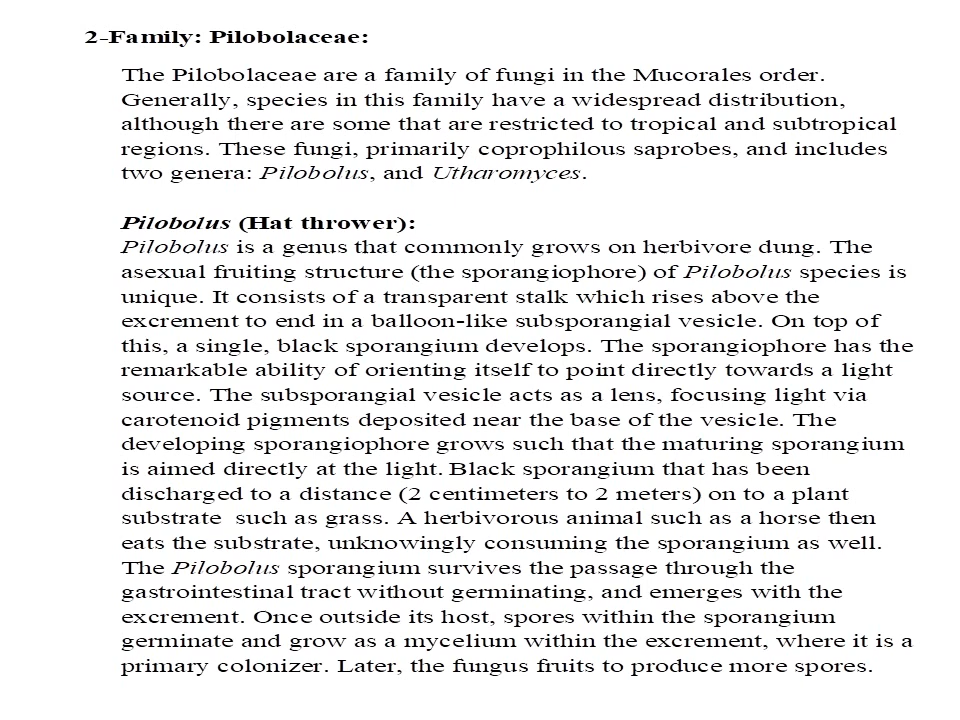 2-Family: Pilobolaceae:
The Pilobolaceae are a family of fungi in the Mucorales order.
Generally, species in this family have a widespread distribution,
although there are some that are restricted to tropical and subtropical
regions. These fungi, primarily coprophilous saprobes, and includes
two genera: Pilobolus, and Utharomyces.
Pilobolus (Hat thrower):
Pilobolus is a genus that commonly grows on herbivore dung. The
asexual fruiting structure (the sporangiophore) of Pilobolus species is
unique. It consists of a transparent stalk which rises above the
excrement to end in a balloon-like subsporangial vesicle. On top of
this, a single, black sporangium develops. The sporangiophore has the
remarkable ability of orienting itself to point directly towards a light
source. The subsporangial vesicle acts as a lens, focusing light via
carotenoid pigments deposited near the base of the vesicle. The
developing sporangiophore grows such that the maturing sporangium
is aimed directly at the light. Black sporangium that has been
discharged to a distance (2 centimeters to 2 meters) on to a plant
substrate such as grass. A herbivorous animal such as a horse then
eats the substrate, unknowingly consuming the sporangium as well.
The Pilobolus sporangium survives the passage through the
gastrointestinal tract without germinating, and emerges with the
excrement. Once outside its host, spores within the sporangium
germinate and grow as a mycelium within the excrement, where it is a
primary colonizer. Later, the fungus fruits to produce more spores.